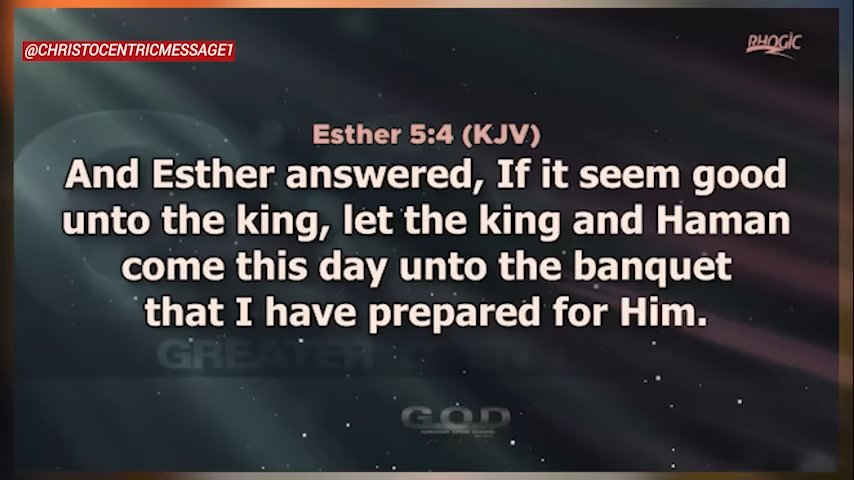 @CHRISTOCENTRICMESSAGE1
RHOGIC
Esther 5:4 (KJV)
And Esther answered, If it seem good
unto the king, let the king and Haman
come this day unto the banquet
that I have prepared for Him.
GREATER
G.O.D